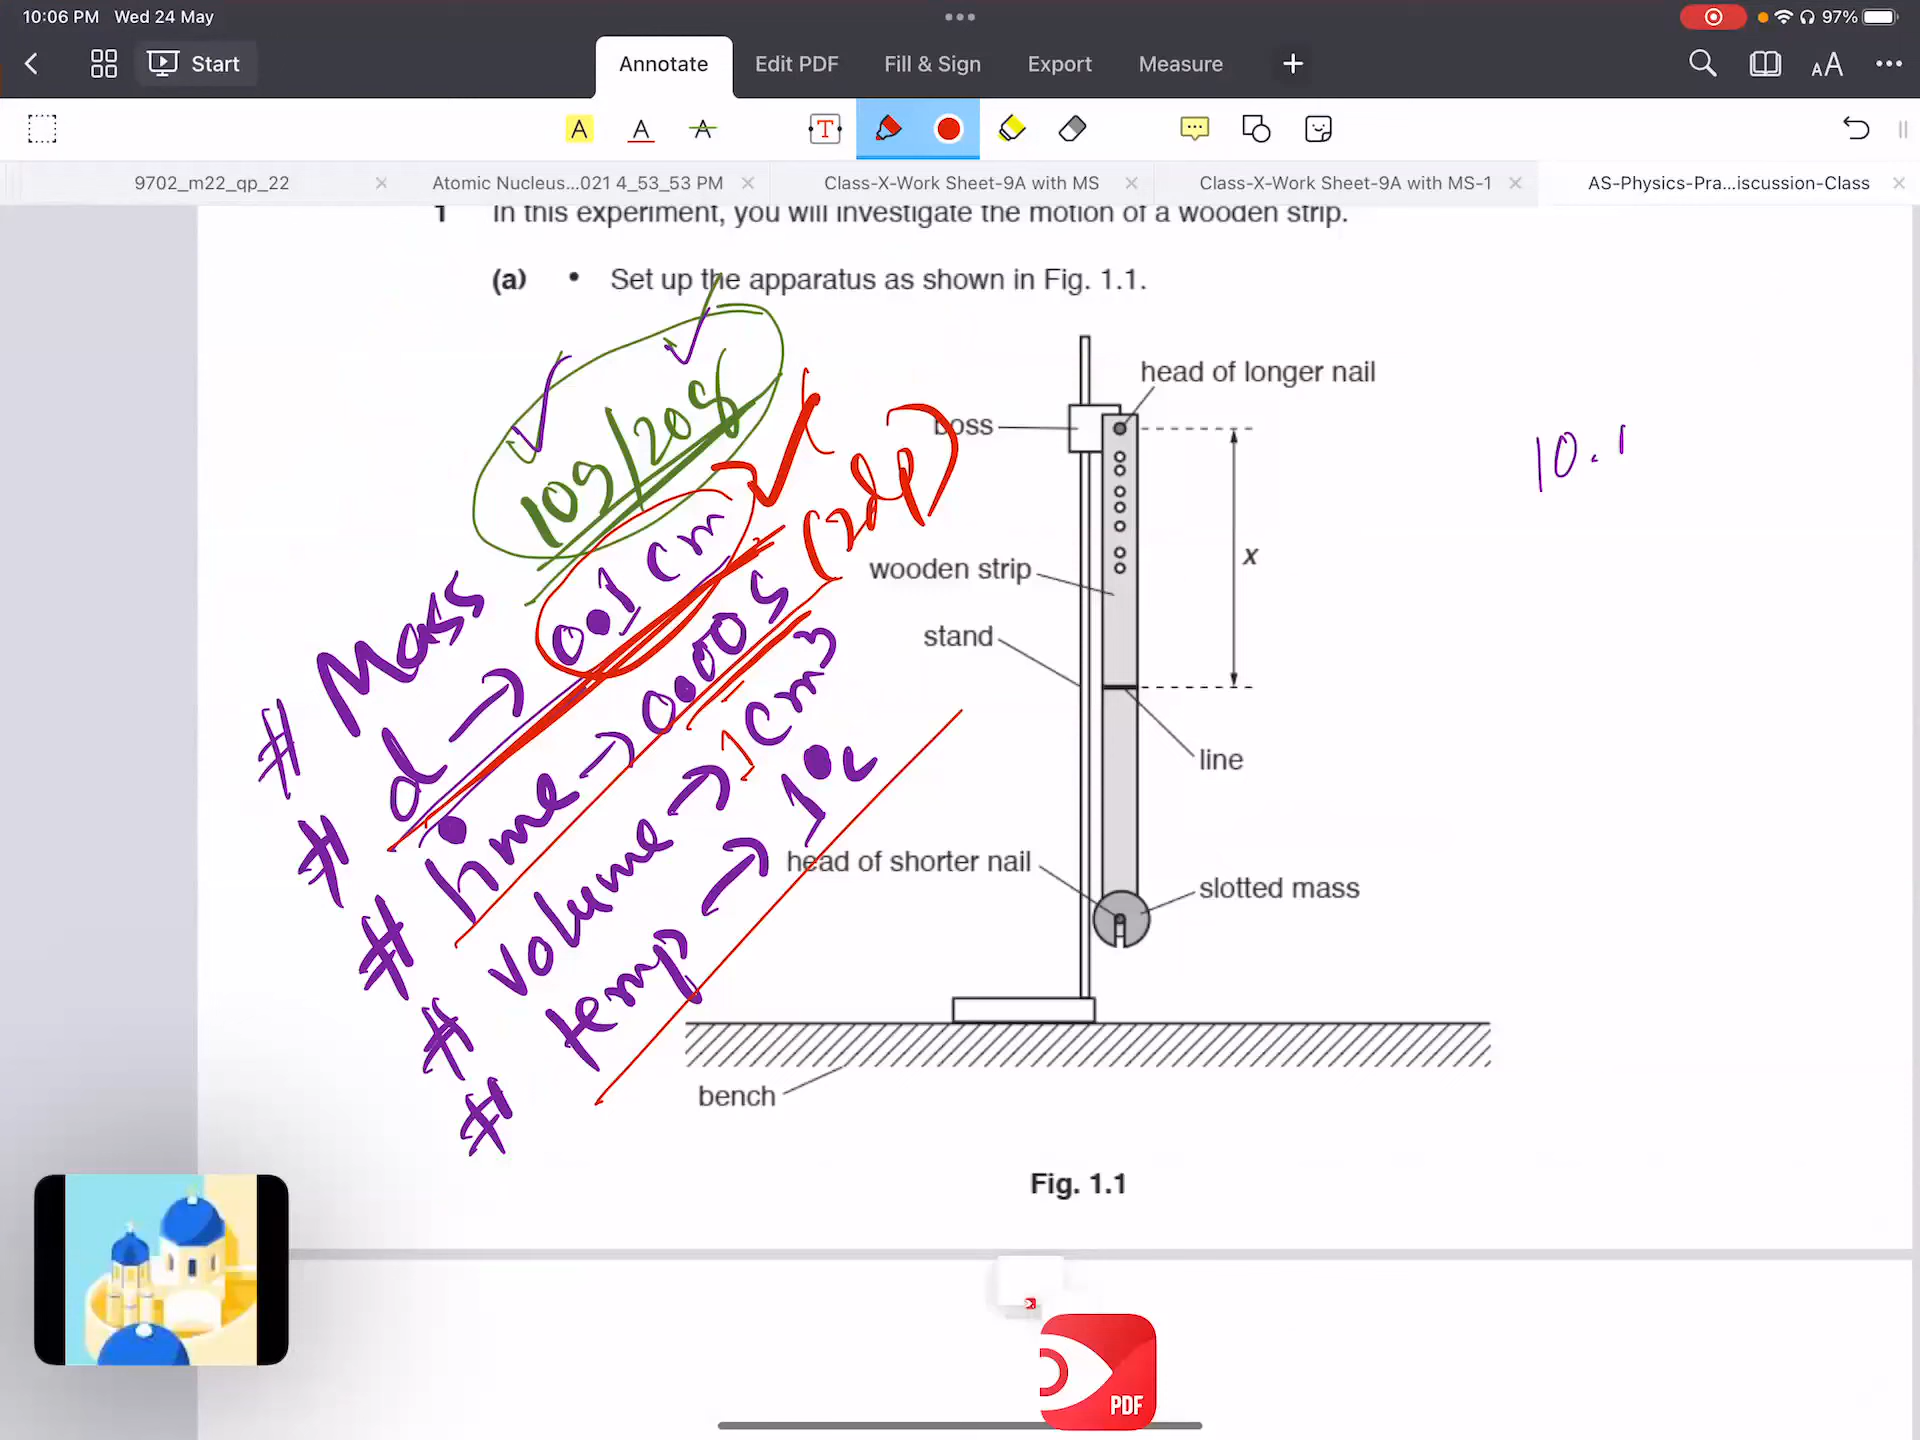 10:06 PM Wed 24 May
97%
Start
Annotate
Edit PDF
Fill & Sign
Export
Measure
AA
A A A T
9702_m22_qp_22
Atomic Nucleus...021 4_53_53 PM
Class-X-Work Sheet-9A with MS
Class-X-Work Sheet-9A with MS-1
AS-Physics-Pra...iscussion-Class
1 In this experiment, you will investigate the motion of a wooden strip.
(a) • Set up the apparatus as shown in Fig. 1.1.
head of longer nail
boss
wooden strip
x
stand
line
head of shorter nail
slotted mass
bench
Fig. 1.1
10g/20g
# Mass
# d → 0.1 cm
# time → 0.00 s (2dp)
# volume → 1 cm3
# temp → 1°c
10.1
PDF